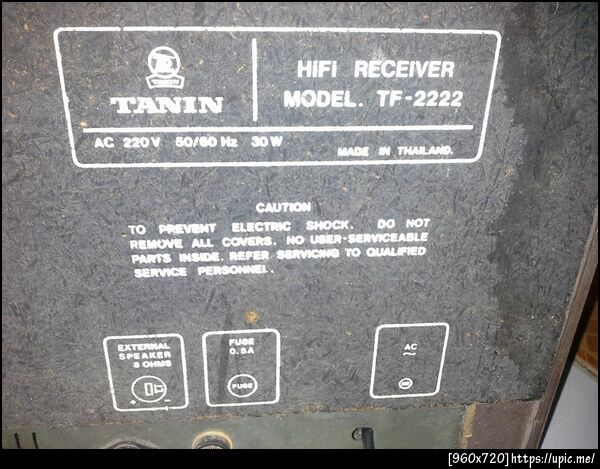 TANIN
HiFi RECEIVER
MODEL. TF-2222
AC 220V 50/60 Hz 30W
MADE IN THAILAND.
CAUTION
TO PREVENT ELECTRIC SHOCK. DO NOT
REMOVE ALL COVERS. NO USER-SERVICEABLE
PARTS INSIDE. REFER SERVICING TO QUALIFIED
SERVICE PERSONNEL.
EXTERNAL
SPEAKER
8 OHMS
+ -
FUSE
0.5A
FUSE
AC
~
[960x720]https://upic.me/